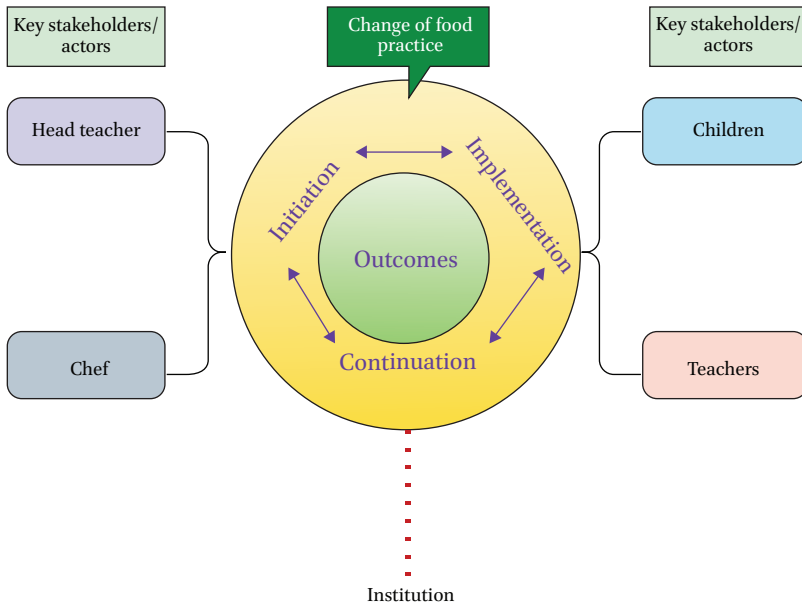 Key stakeholders/
actors
Change of food
practice
Key stakeholders/
actors
Head teacher
Children
Initiation
Implementation
Outcomes
Continuation
Chef
Teachers
Institution